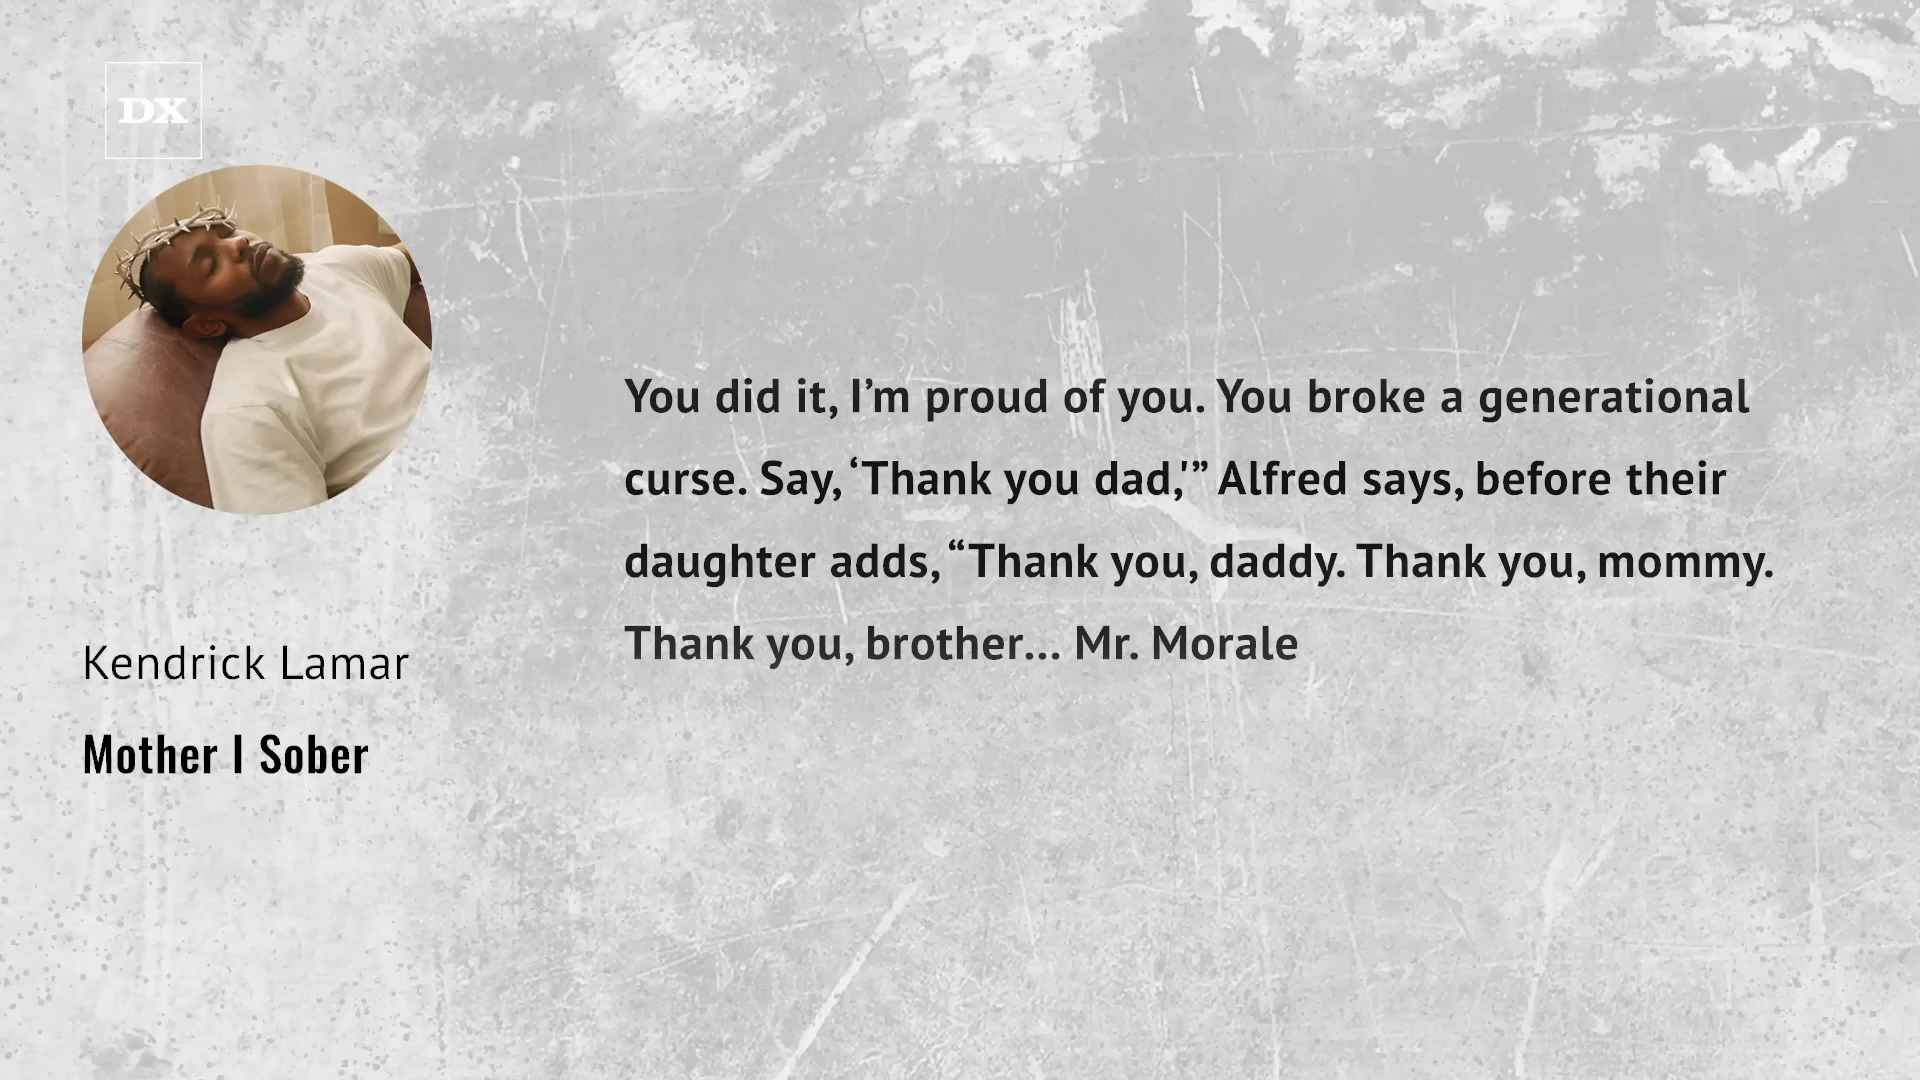 DX
You did it, I’m proud of you. You broke a generational
curse. Say, ‘Thank you dad,'” Alfred says, before their
daughter adds, “Thank you, daddy. Thank you, mommy.
Thank you, brother… Mr. Morale
Kendrick Lamar
Mother I Sober